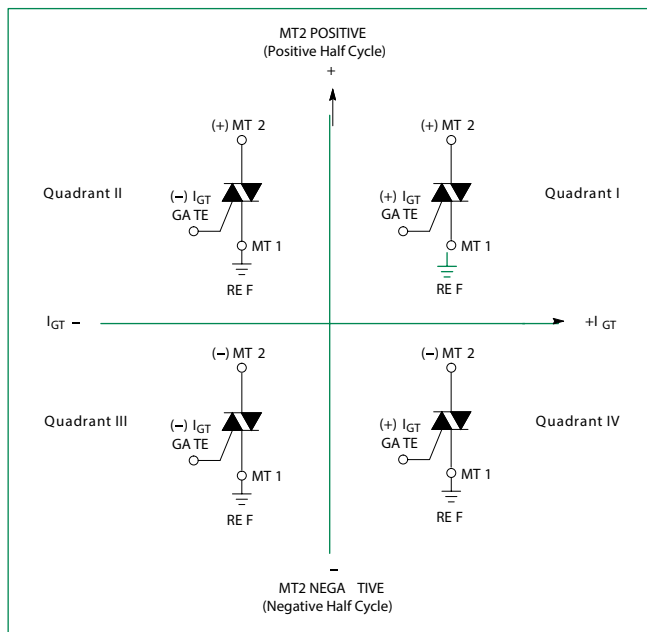 MT2 POSITIVE
(Positive Half Cycle)
+
(+) MT 2
(+) MT 2
Quadrant II
(−) IGT
GA TE
(+) IGT
GA TE
Quadrant I
MT 1
MT 1
RE F
RE F
IGT −
+I GT
(−) MT 2
(−) MT 2
Quadrant III
(−) IGT
GA TE
(+) IGT
GA TE
Quadrant IV
MT 1
MT 1
RE F
RE F
−
MT2 NEGA TIVE
(Negative Half Cycle)